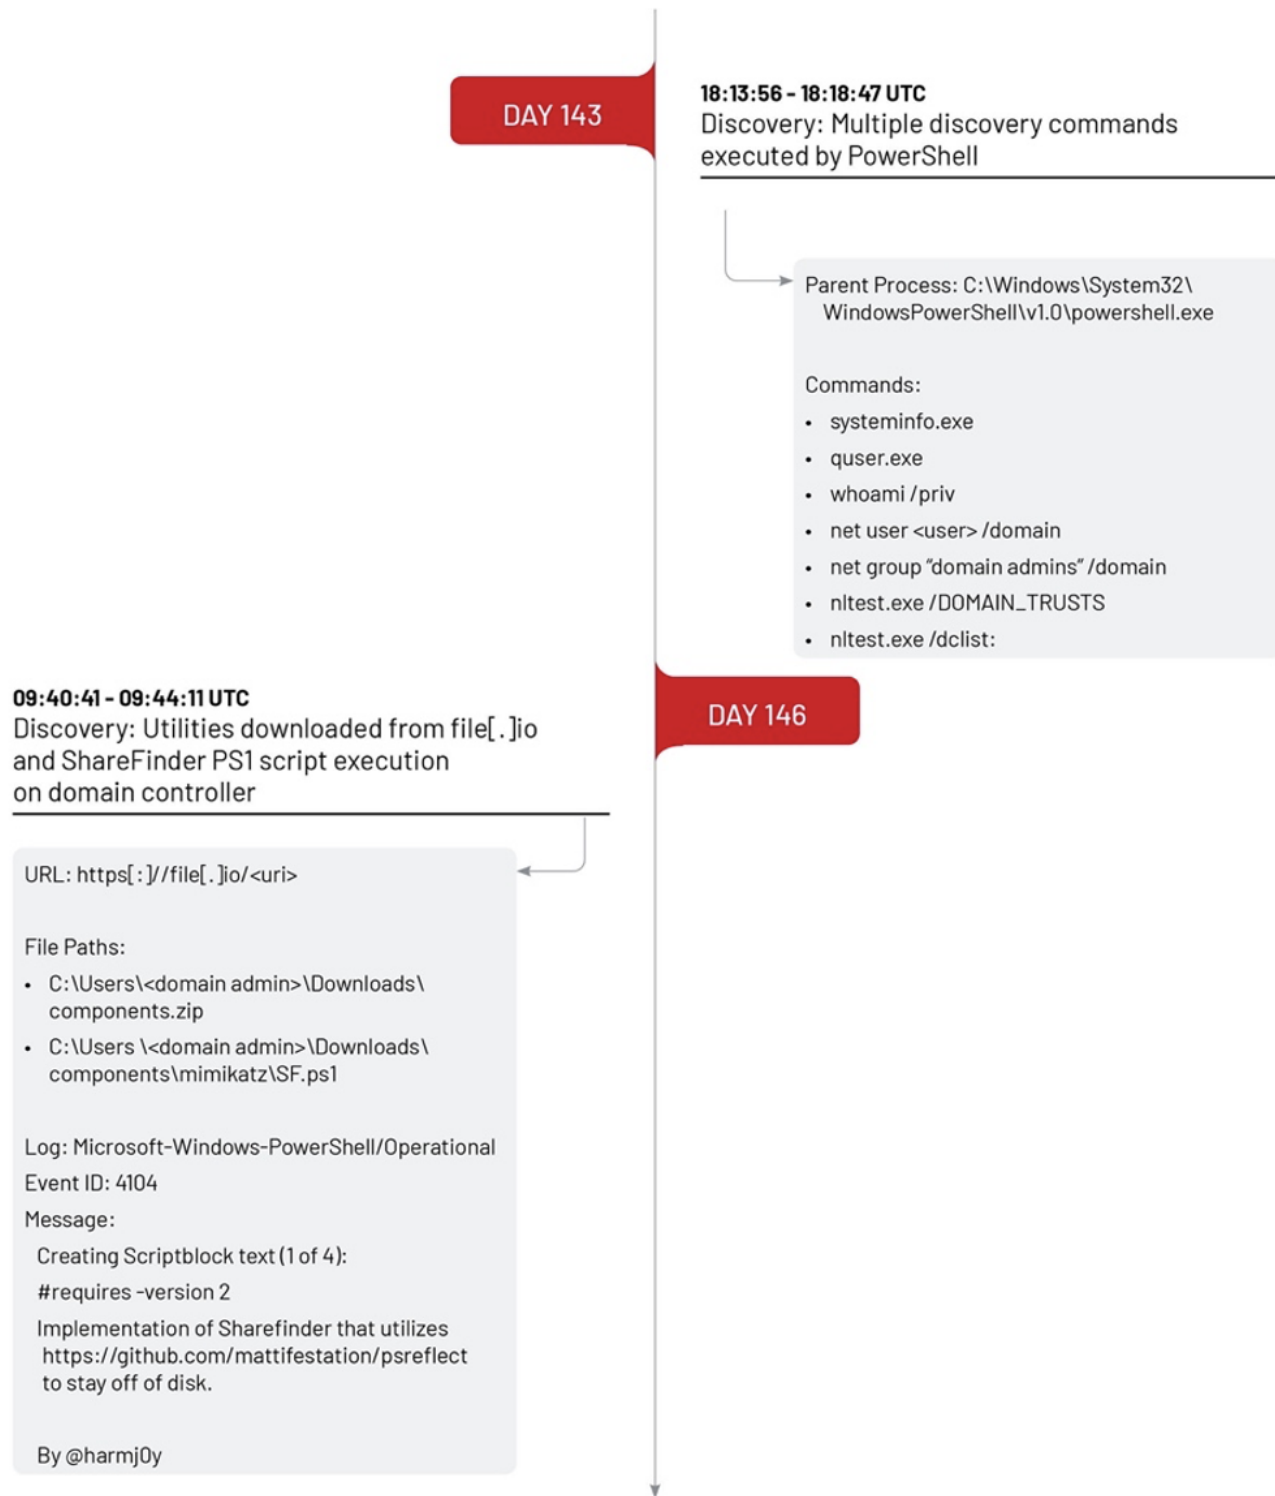 DAY 143
18:13:56 - 18:18:47 UTC
Discovery: Multiple discovery commands
executed by PowerShell
Parent Process: C:\Windows\System32\
WindowsPowerShell\v1.0\powershell.exe
Commands:
• systeminfo.exe
• quser.exe
• whoami /priv
• net user <user> /domain
• net group “domain admins” /domain
• nltest.exe /DOMAIN_TRUSTS
• nltest.exe /dclist:
DAY 146
09:40:41 - 09:44:11 UTC
Discovery: Utilities downloaded from file[.]io
and ShareFinder PS1 script execution
on domain controller
URL: https[:]//file[.]io/<uri>
File Paths:
• C:\Users\<domain admin>\Downloads\
components.zip
• C:\Users \<domain admin>\Downloads\
components\mimikatz\SF.ps1
Log: Microsoft-Windows-PowerShell/Operational
Event ID: 4104
Message:
Creating Scriptblock text (1 of 4):
#requires -version 2
Implementation of Sharefinder that utilizes
https://github.com/mattifestation/psreflect
to stay off of disk.
By @harmj0y